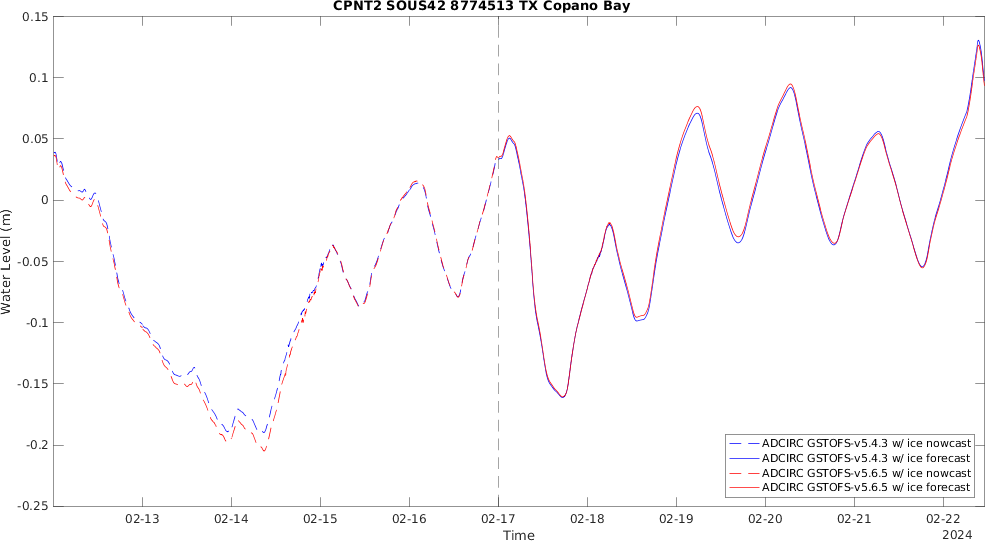 CPNT2 SOUS42 8774513 TX Copano Bay
0.15
0.1
0.05
0
-0.05
-0.1
-0.15
-0.2
-0.25
Water Level (m)
ADCIRC GSTOFS-v5.4.3 w/ ice nowcast
ADCIRC GSTOFS-v5.4.3 w/ ice forecast
ADCIRC GSTOFS-v5.6.5 w/ ice nowcast
ADCIRC GSTOFS-v5.6.5 w/ ice forecast
02-13 02-14 02-15 02-16 02-17 02-18 02-19 02-20 02-21 02-22
Time
2024